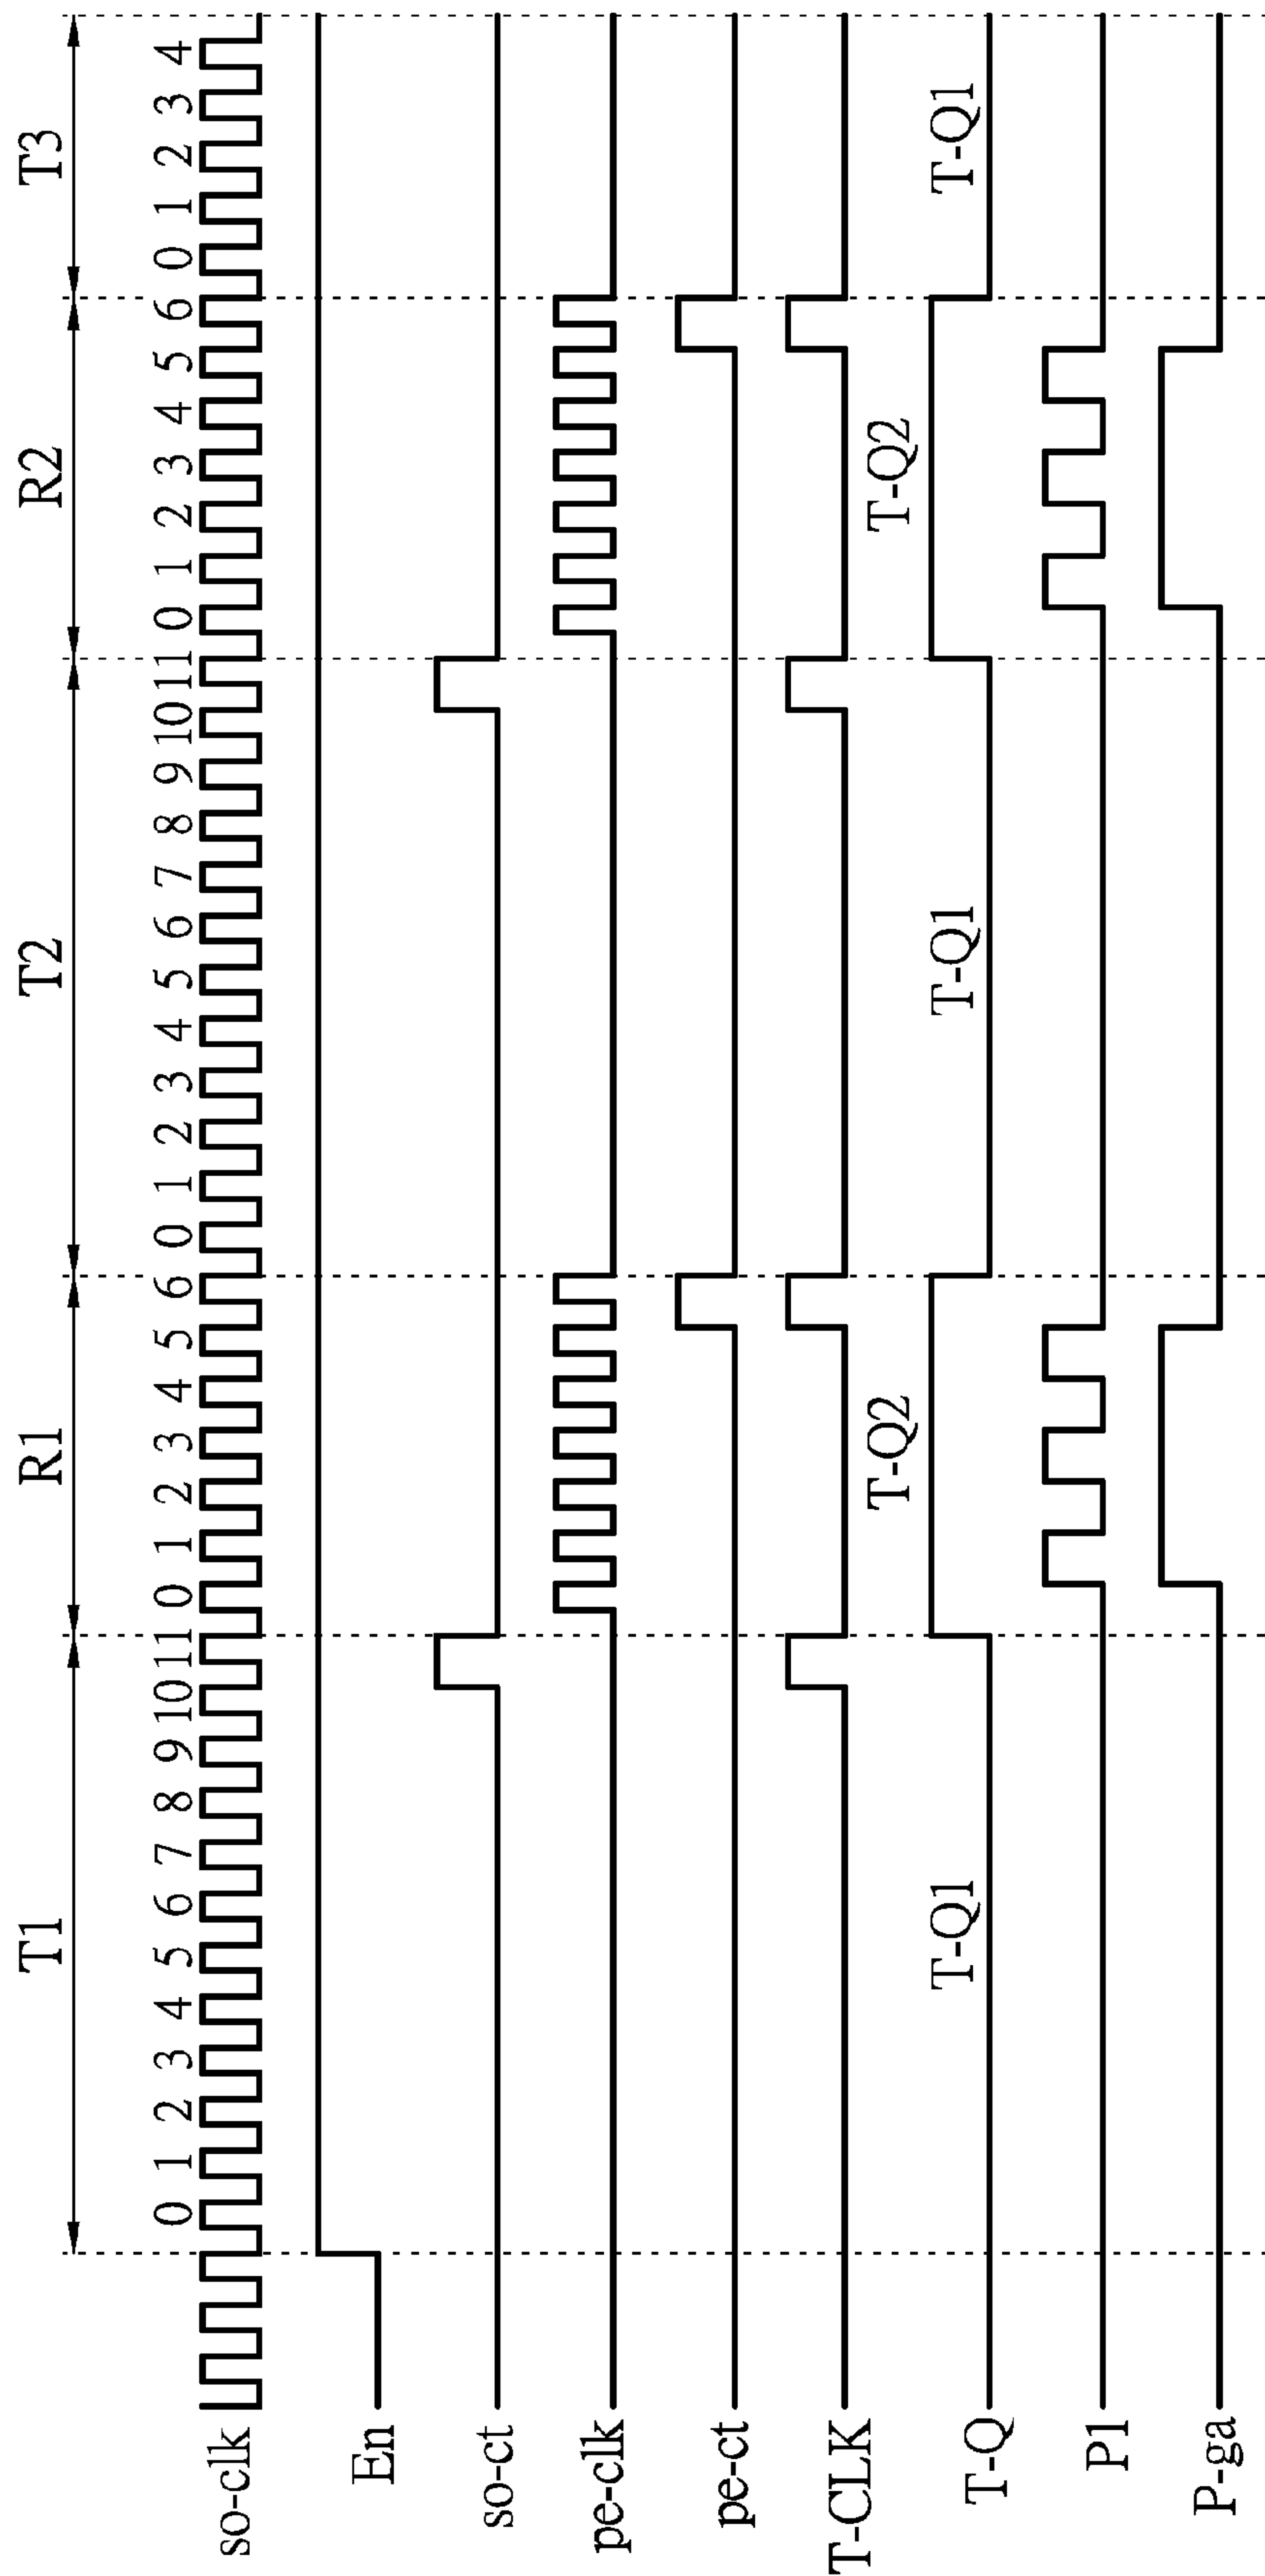 T1 R1 T2 R2 T3
so-clk 0 1 2 3 4 5 6 7 8 9 10 11 0 1 2 3 4 5 6 0 1 2 3 4 5 6 7 8 9 10 11 0 1 2 3 4 5 6 0 1 2 3 4
En
so-ct
pe-clk
pe-ct
T-CLK
T-Q2 T-Q2
T-Q T-Q1 T-Q1 T-Q1
P1
P-ga